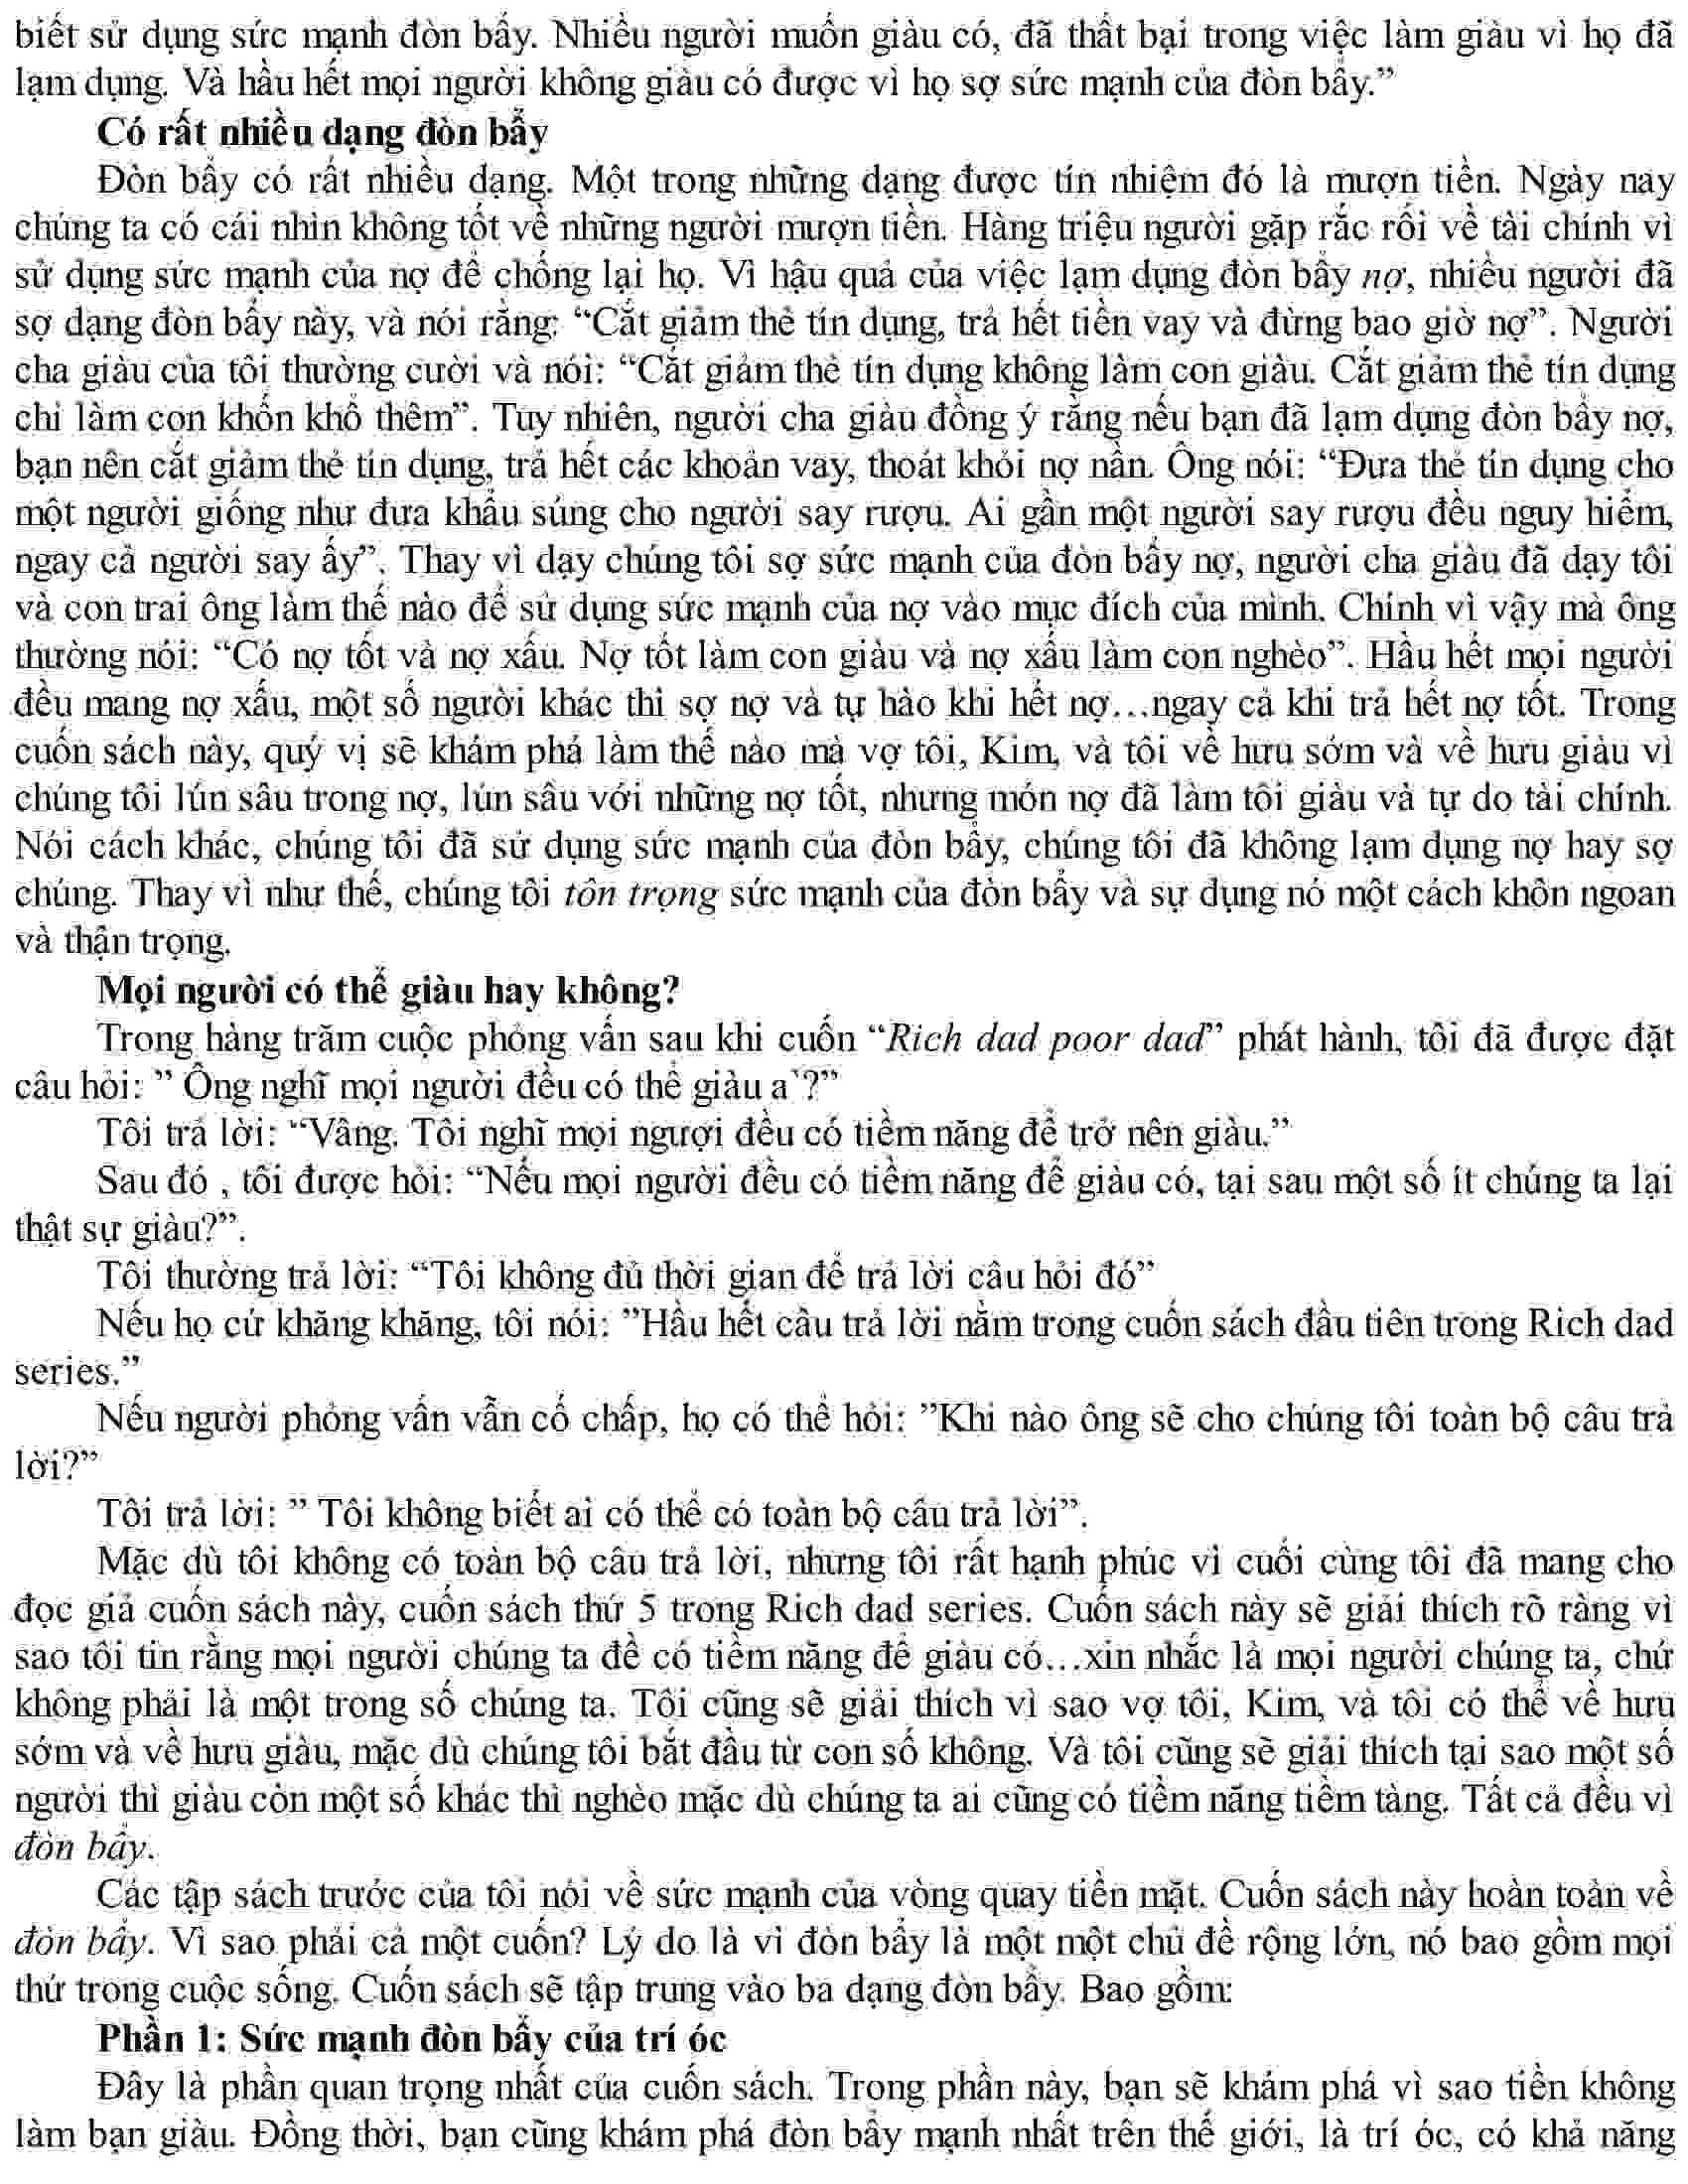 biết sử dụng sức mạnh đòn bẩy. Nhiều người muốn giàu có, đã thất bại trong việc làm giàu vì họ đã
lạm dụng. Và hầu hết mọi người không giàu có được vì họ sợ sức mạnh của đòn bẩy.”
Có rất nhiều dạng đòn bẫy
Đòn bẩy có rất nhiều dạng. Một trong những dạng được tín nhiệm đó là mượn tiền. Ngày nay
chúng ta có cái nhìn không tốt về những người mượn tiền. Hàng triệu người gặp rắc rối về tài chính vì
sử dụng sức mạnh của nợ để chống lại họ. Vì hậu quả của việc lạm dụng đòn bẩy nợ, nhiều người đã
sợ dạng đòn bẩy này, và nói rằng: “Cắt giảm thẻ tín dụng, trả hết tiền vay và đừng bao giờ nợ”. Người
cha giàu của tôi thường cười và nói: “Cắt giảm thẻ tín dụng không làm con giàu. Cắt giảm thẻ tín dụng
chỉ làm con khốn khổ thêm”. Tuy nhiên, người cha giàu đồng ý rằng nếu bạn đã lạm dụng đòn bẩy nợ,
bạn nên cắt giảm thẻ tín dụng, trả hết các khoản vay, thoát khỏi nợ nần. Ông nói: “Đưa thẻ tín dụng cho
một người giống như đưa khẩu súng cho người say rượu. Ai gần một người say rượu đều nguy hiểm,
ngay cả người say ấy”. Thay vì dạy chúng tôi sợ sức mạnh của đòn bẩy nợ, người cha giàu đã dạy tôi
và con trai ông làm thế nào để sử dụng sức mạnh của nợ vào mục đích của mình. Chính vì vậy mà ông
thường nói: “Có nợ tốt và nợ xấu. Nợ tốt làm con giàu và nợ xấu làm con nghèo”. Hầu hết mọi người
đều mang nợ xấu, một số người khác thì sợ nợ và tự hào khi hết nợ…ngay cả khi trả hết nợ tốt. Trong
cuốn sách này, quý vị sẽ khám phá làm thế nào mà vợ tôi, Kim, và tôi về hưu sớm và về hưu giàu vì
chúng tôi lún sâu trong nợ, lún sâu với những nợ tốt, nhưng món nợ đã làm tôi giàu và tự do tài chính.
Nói cách khác, chúng tôi đã sử dụng sức mạnh của đòn bẩy, chúng tôi đã không lạm dụng nợ hay sợ
chúng. Thay vì như thế, chúng tôi tôn trọng sức mạnh của đòn bẩy và sự dụng nó một cách khôn ngoan
và thận trọng.
Mọi người có thể giàu hay không?
Trong hàng trăm cuộc phỏng vấn sau khi cuốn “Rich dad poor dad” phát hành, tôi đã được đặt
câu hỏi: ” Ông nghĩ mọi người đều có thể giàu a`?”
Tôi trả lời: “Vâng. Tôi nghĩ mọi ngượi đều có tiềm năng để trở nên giàu.”
Sau đó , tôi được hỏi: “Nếu mọi người đều có tiềm năng để giàu có, tại sau một số ít chúng ta lại
thật sự giàu?”.
Tôi thường trả lời: “Tôi không đủ thời gian để trả lời câu hỏi đó”
Nếu họ cứ khăng khăng, tôi nói: ”Hầu hết câu trả lời nằm trong cuốn sách đầu tiên trong Rich dad
series.”
Nếu người phỏng vấn vẫn cố chấp, họ có thể hỏi: ”Khi nào ông sẽ cho chúng tôi toàn bộ câu trả
lời?”
Tôi trả lời: ” Tôi không biết ai có thể có toàn bộ câu trả lời”.
Mặc dù tôi không có toàn bộ câu trả lời, nhưng tôi rất hạnh phúc vì cuối cùng tôi đã mang cho
đọc giả cuốn sách này, cuốn sách thứ 5 trong Rich dad series. Cuốn sách này sẽ giải thích rõ ràng vì
sao tôi tin rằng mọi người chúng ta đề có tiềm năng để giàu có…xin nhắc là mọi người chúng ta, chứ
không phải là một trong số chúng ta. Tôi cũng sẽ giải thích vì sao vợ tôi, Kim, và tôi có thể về hưu
sớm và về hưu giàu, mặc dù chúng tôi bắt đầu từ con số không. Và tôi cũng sẽ giải thích tại sao một số
người thì giàu còn một số khác thì nghèo mặc dù chúng ta ai cũng có tiềm năng tiềm tàng. Tất cả đều vì
đòn bẩy.
Các tập sách trước của tôi nói về sức mạnh của vòng quay tiền mặt. Cuốn sách này hoàn toàn về
đòn bẩy. Vì sao phải cả một cuốn? Lý do là vì đòn bẩy là một một chủ đề rộng lớn, nó bao gồm mọi
thứ trong cuộc sống. Cuốn sách sẽ tập trung vào ba dạng đòn bẩy. Bao gồm:
Phần 1: Sức mạnh đòn bẫy của trí óc
Đây là phần quan trọng nhất của cuốn sách. Trong phần này, bạn sẽ khám phá vì sao tiền không
làm bạn giàu. Đồng thời, bạn cũng khám phá đòn bẩy mạnh nhất trên thế giới, là trí óc, có khả năng